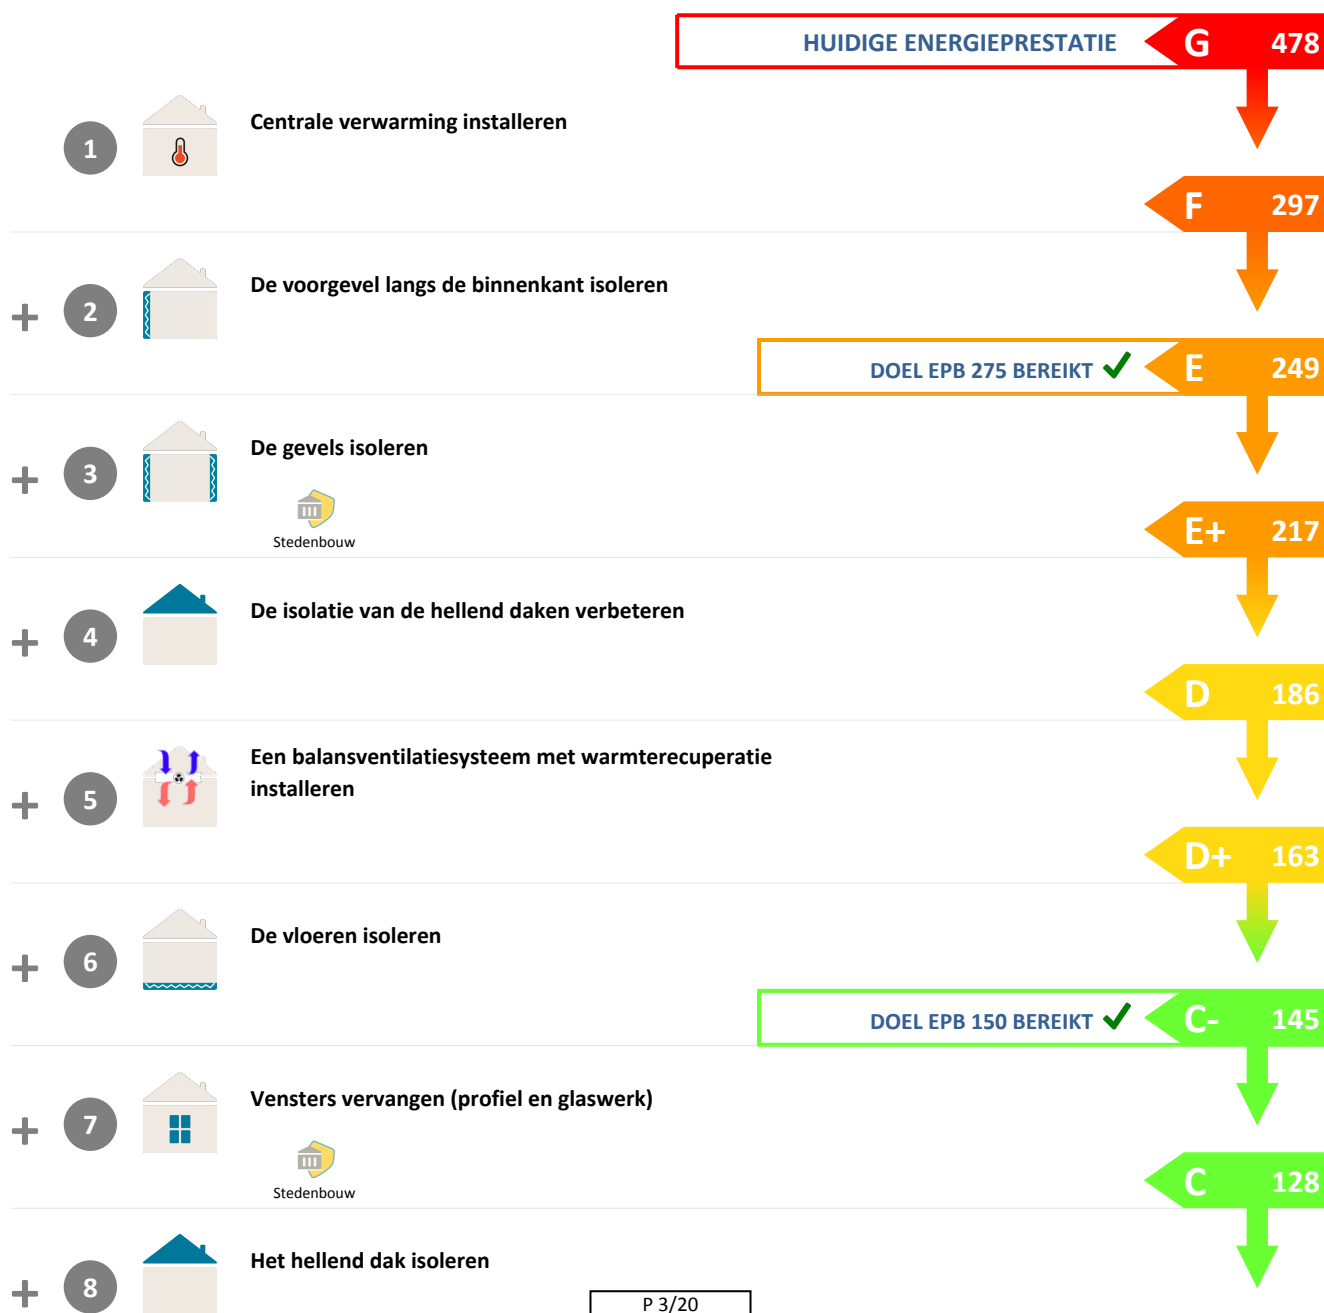 HUIDIGE ENERGIEPRESTATIE G 478
1 Centrale verwarming installeren
F 297
+ 2 De voorgevel langs de binnenkant isoleren
DOEL EPB 275 BEREIKT ✔ E 249
+ 3 De gevels isoleren
Stedenbouw
E+ 217
+ 4 De isolatie van de hellend daken verbeteren
D 186
+ 5 Een balansventilatiesysteem met warmterecuperatie
installeren
D+ 163
+ 6 De vloeren isoleren
DOEL EPB 150 BEREIKT ✔ C- 145
+ 7 Vensters vervangen (profiel en glaswerk)
Stedenbouw
C 128
+ 8 Het hellend dak isoleren
P 3/20